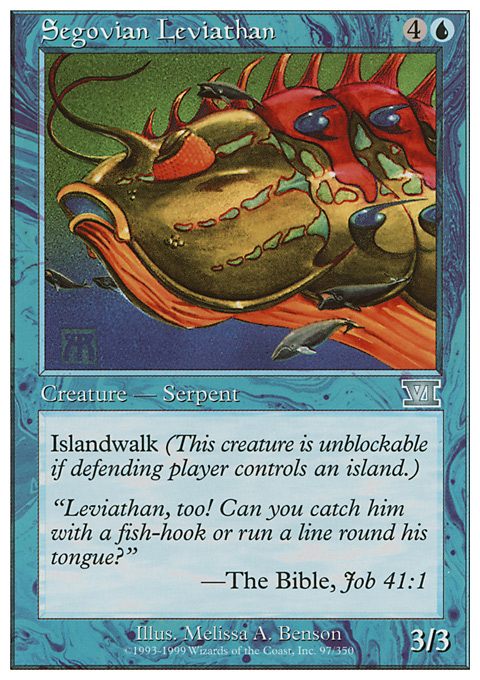 Segovian Leviathan 4
Creature — Serpent VI
Islandwalk (This creature is unblockable
if defending player controls an island.)
“Leviathan, too! Can you catch him
with a fish-hook or run a line round his
tongue?”
—The Bible, Job 41:1
Illus. Melissa A. Benson
©1993-1999 Wizards of the Coast, Inc. 97/350
3/3